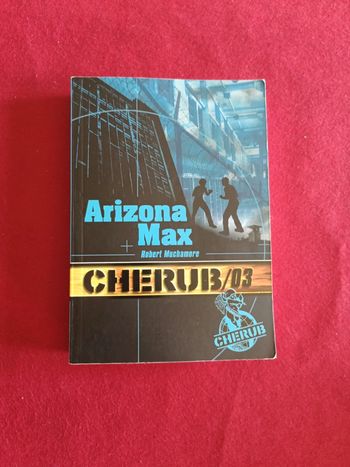 Arizona
Max
Robert Muchamore
CHERUB/03
CHERUB